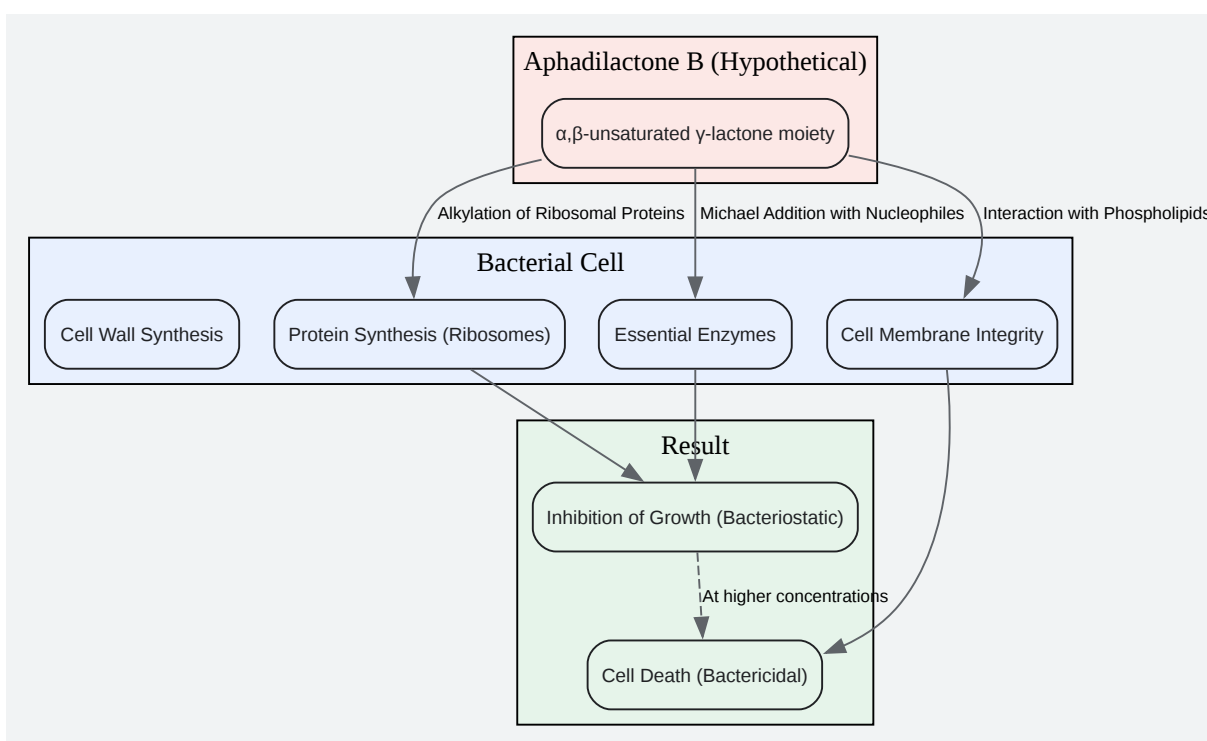 Aphadilactone B (Hypothetical)
α,β-unsaturated γ-lactone moiety
Alkylation of Ribosomal Proteins
Michael Addition with Nucleophiles
Interaction with Phospholipids
Bacterial Cell
Cell Wall Synthesis
Protein Synthesis (Ribosomes)
Essential Enzymes
Cell Membrane Integrity
Result
Inhibition of Growth (Bacteriostatic)
At higher concentrations
Cell Death (Bactericidal)